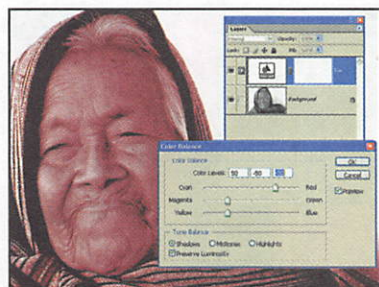 Layers
Opacity:
Lock:
Fill:
Background
Color Balance
Color Balance
Color Levels:
OK
Cyan
Red
Cancel
Magenta
Green
Preview
Yellow
Blue
Tone Balance
Shadows Midtones Highlights
Preserve Luminosity